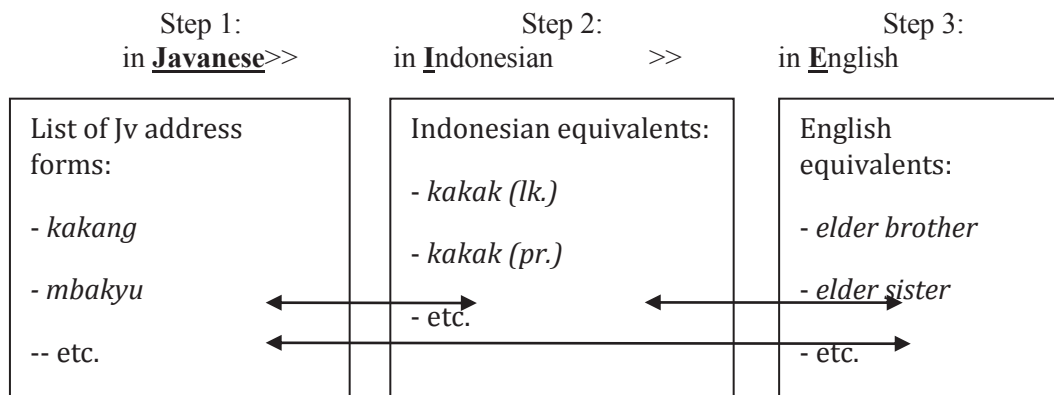 Step 1:
in Javanese>>
Step 2:
in Indonesian >>
Step 3:
in English
List of Jv address
forms:
- kakang
- mbakyu
-- etc.
Indonesian equivalents:
- kakak (lk.)
- kakak (pr.)
- etc.
English
equivalents:
- elder brother
- elder sister
- etc.